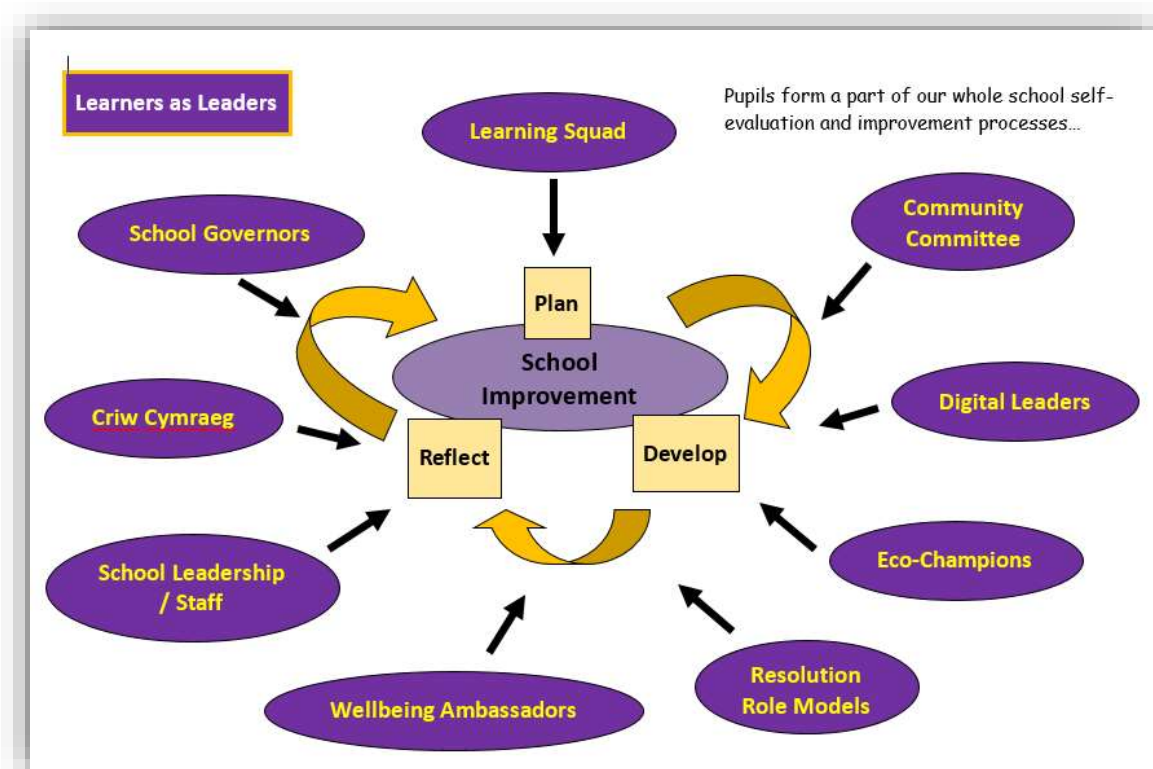 Learners as Leaders
Pupils form a part of our whole school self-
evaluation and improvement processes...
Learning Squad
Community
Committee
School Governors
Plan
School
Improvement
Criw Cymraeg
Digital Leaders
Reflect
Develop
School Leadership
/ Staff
Eco-Champions
Wellbeing Ambassadors
Resolution
Role Models